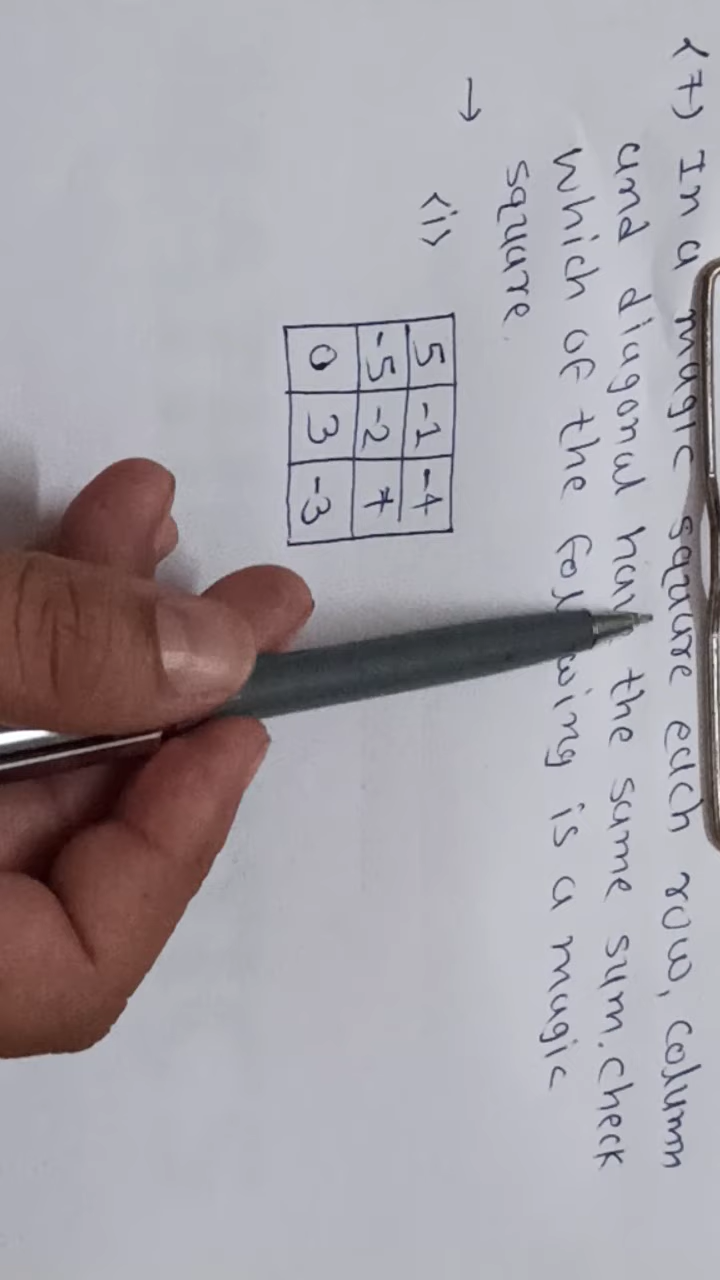 (7) In a magic square each row, column
and diagonal the same sum. check
which of the is a magic
square.
→ (i)
5 -1 -4
-5 -2 7
0 3 -3